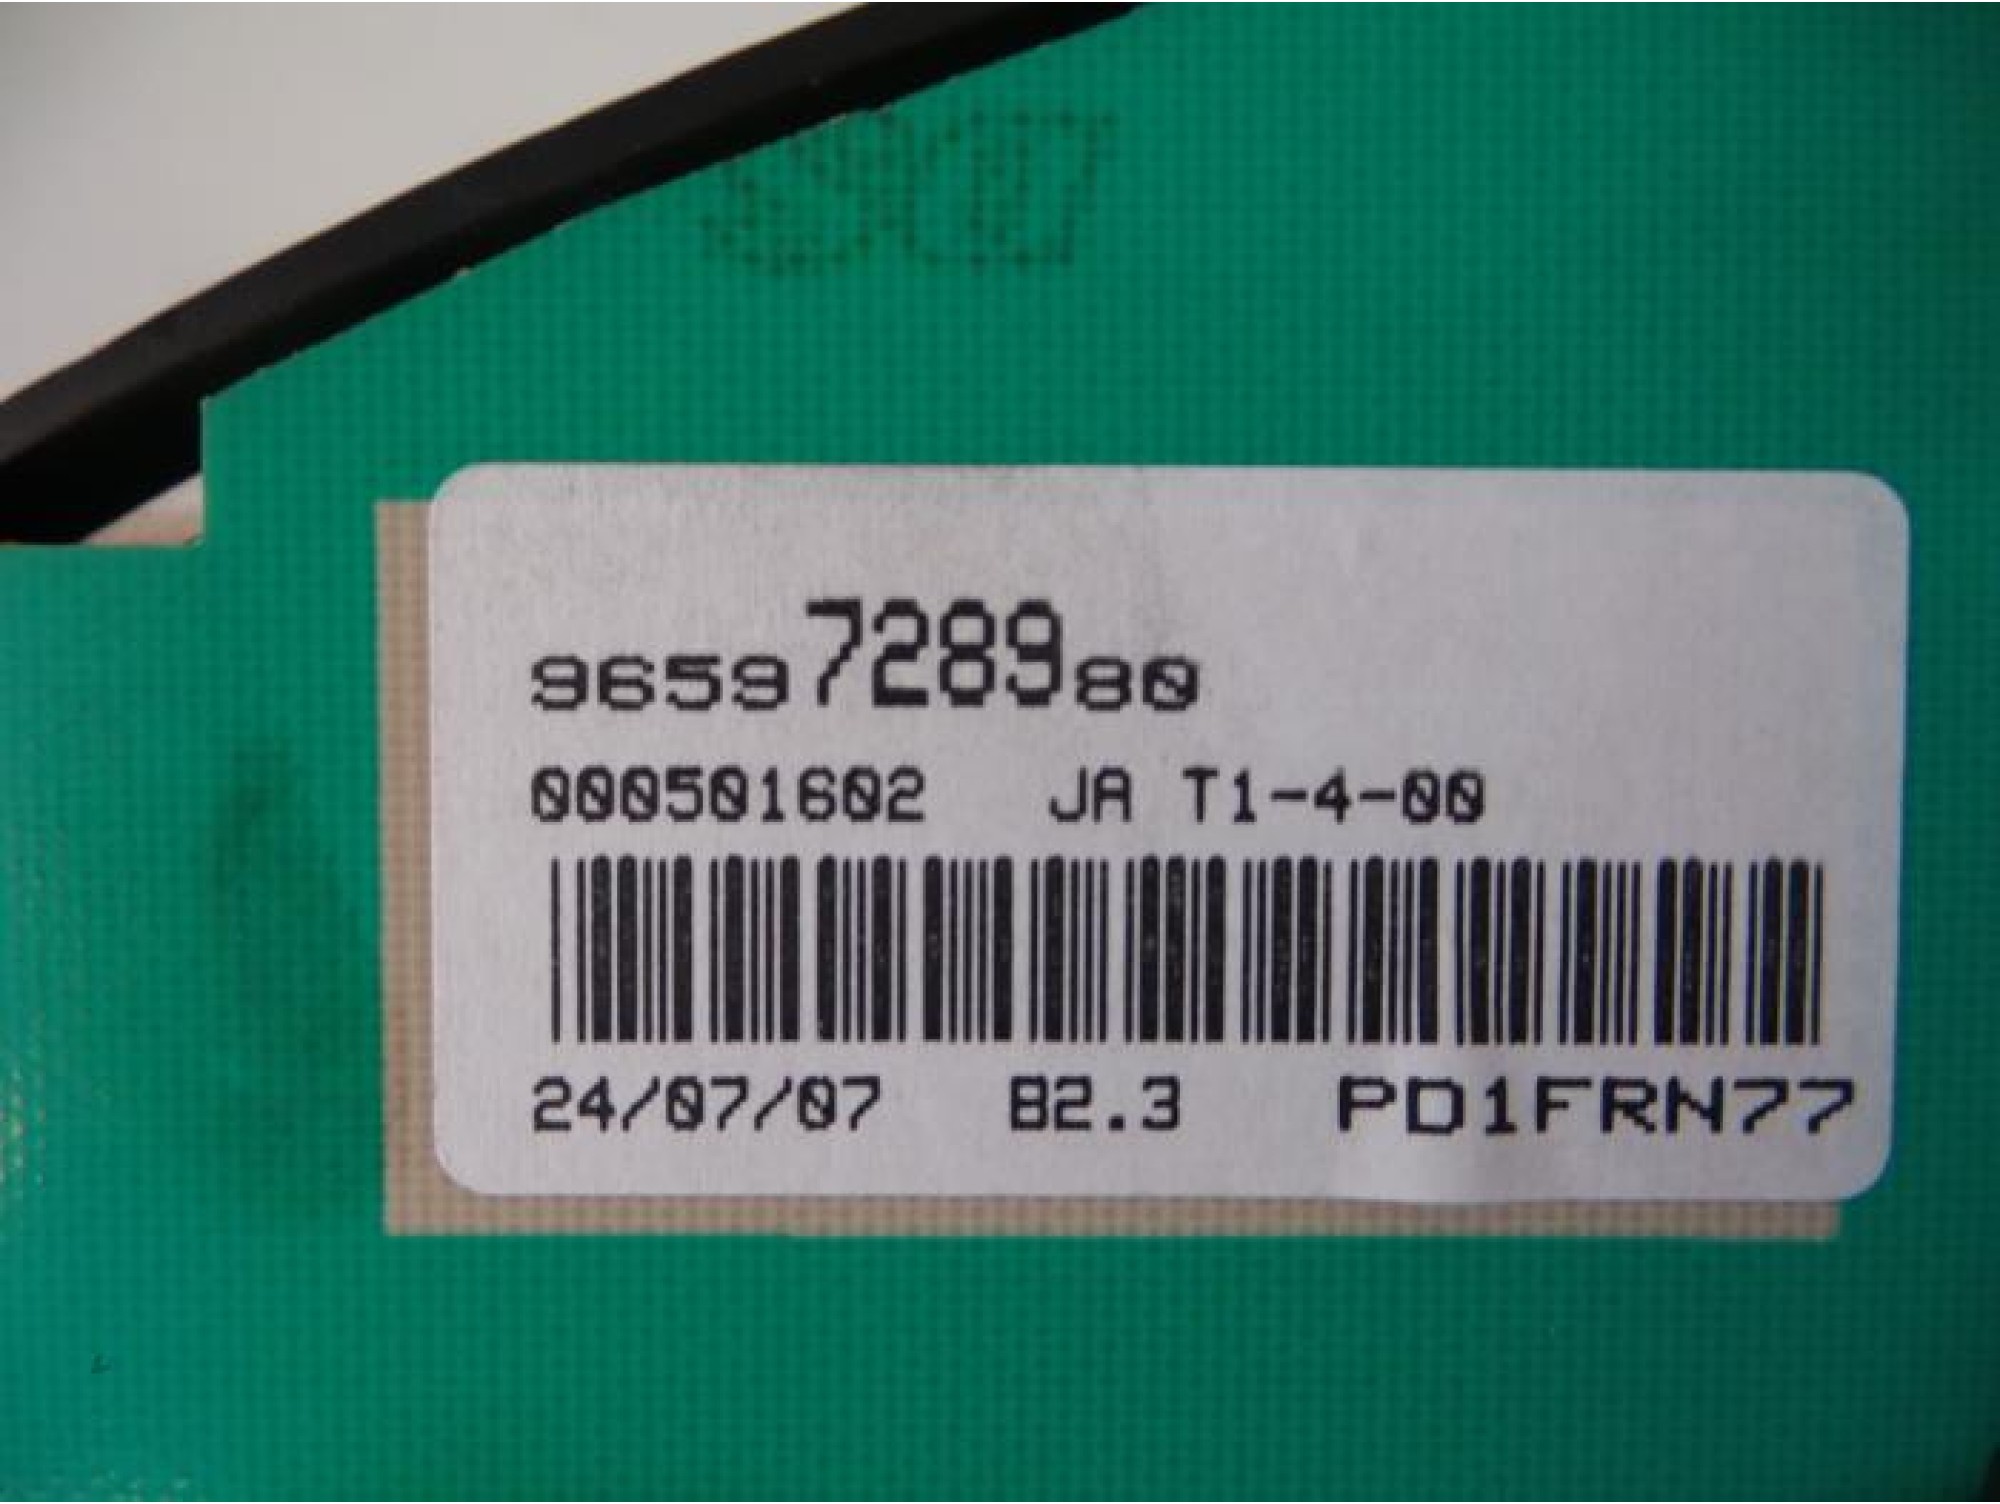 9659728980
000501602 JA T1-4-00
24/07/07 B2.3 PD1FRN77